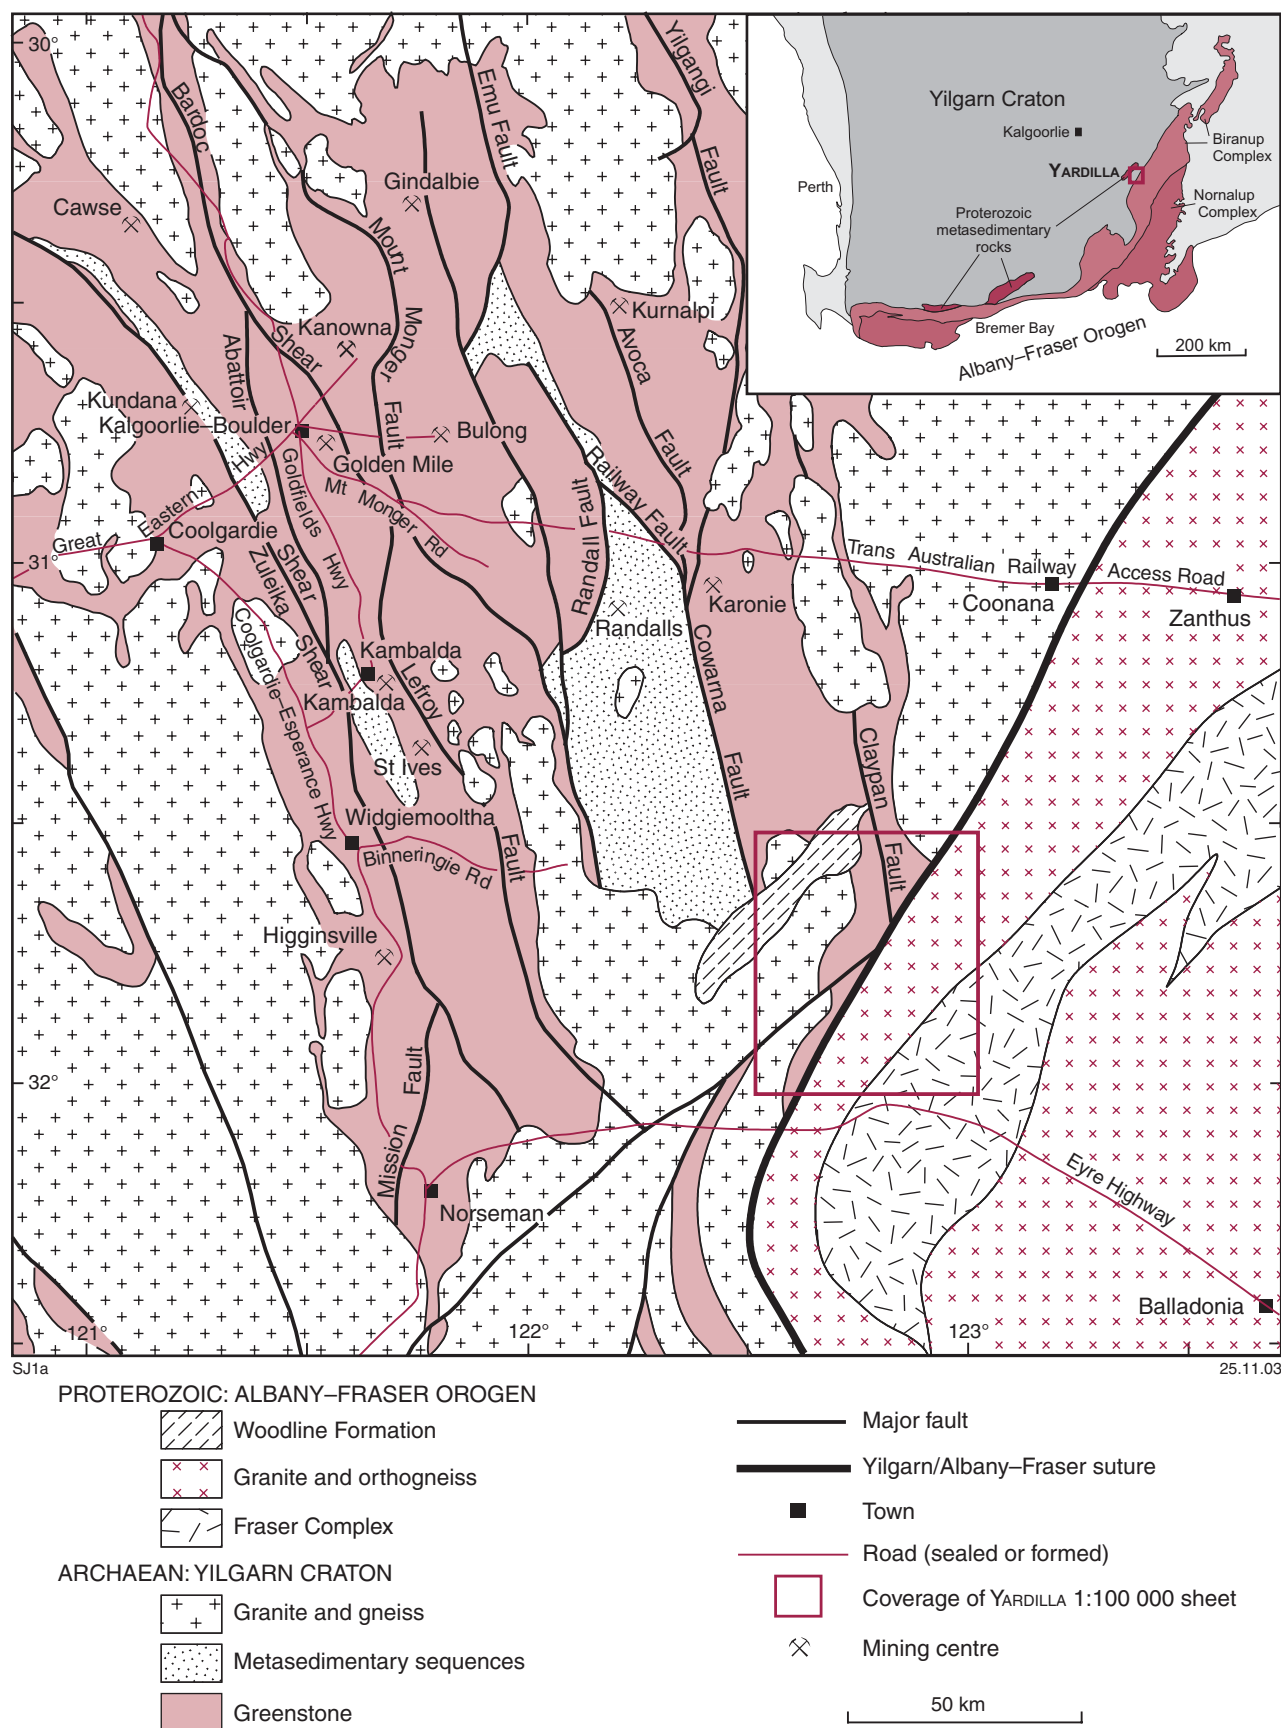 30°
Bardoc
Emu Fault
Yilgangi
Fault
Gindalbie
Cawse
Mount
Monger
Fault
Kanowna
Shear
Kurnalpi
Avoca
Fault
Abattoir
Shear
Kundana
Kalgoorlie–Boulder
Bulong
Golden Mile
Goldfields
Hwy
Mt Monger Rd
Great Eastern Hwy
Coolgardie
Railway Fault
Randall Fault
31°
Zuleika
Shear
Trans Australian Railway
Access Road
Coonana
Zanthus
Karonie
Randalls
Cowarna
Fault
Coolgardie–Esperance Hwy
Kambalda
Kambalda
Lefroy
Fault
St Ives
Claypan
Fault
Widgiemooltha
Binneringie Rd
Higginsville
32°
Mission
Fault
Norseman
Eyre Highway
Balladonia
121°
122°
123°
Yilgarn Craton
Kalgoorlie
YARDILLA
Perth
Biranup
Complex
Nornalup
Complex
Proterozoic
metasedimentary
rocks
Bremer Bay
Albany–Fraser Orogen
200 km
SJ1a
25.11.03
PROTEROZOIC: ALBANY–FRASER OROGEN
Woodline Formation
Granite and orthogneiss
Fraser Complex
ARCHAEAN: YILGARN CRATON
Granite and gneiss
Metasedimentary sequences
Greenstone
Major fault
Yilgarn/Albany–Fraser suture
Town
Road (sealed or formed)
Coverage of YARDILLA 1:100 000 sheet
Mining centre
50 km